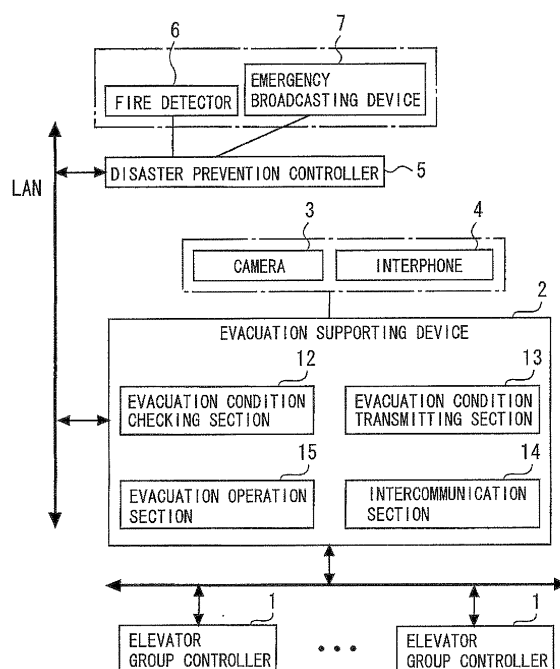 6
7
FIRE DETECTOR
EMERGENCY
BROADCASTING DEVICE
LAN
DISASTER PREVENTION CONTROLLER
5
3
4
CAMERA
INTERPHONE
2
EVACUATION SUPPORTING DEVICE
12
13
EVACUATION CONDITION
CHECKING SECTION
EVACUATION CONDITION
TRANSMITTING SECTION
15
14
EVACUATION OPERATION
SECTION
INTERCOMMUNICATION
SECTION
1
1
ELEVATOR
GROUP CONTROLLER
ELEVATOR
GROUP CONTROLLER